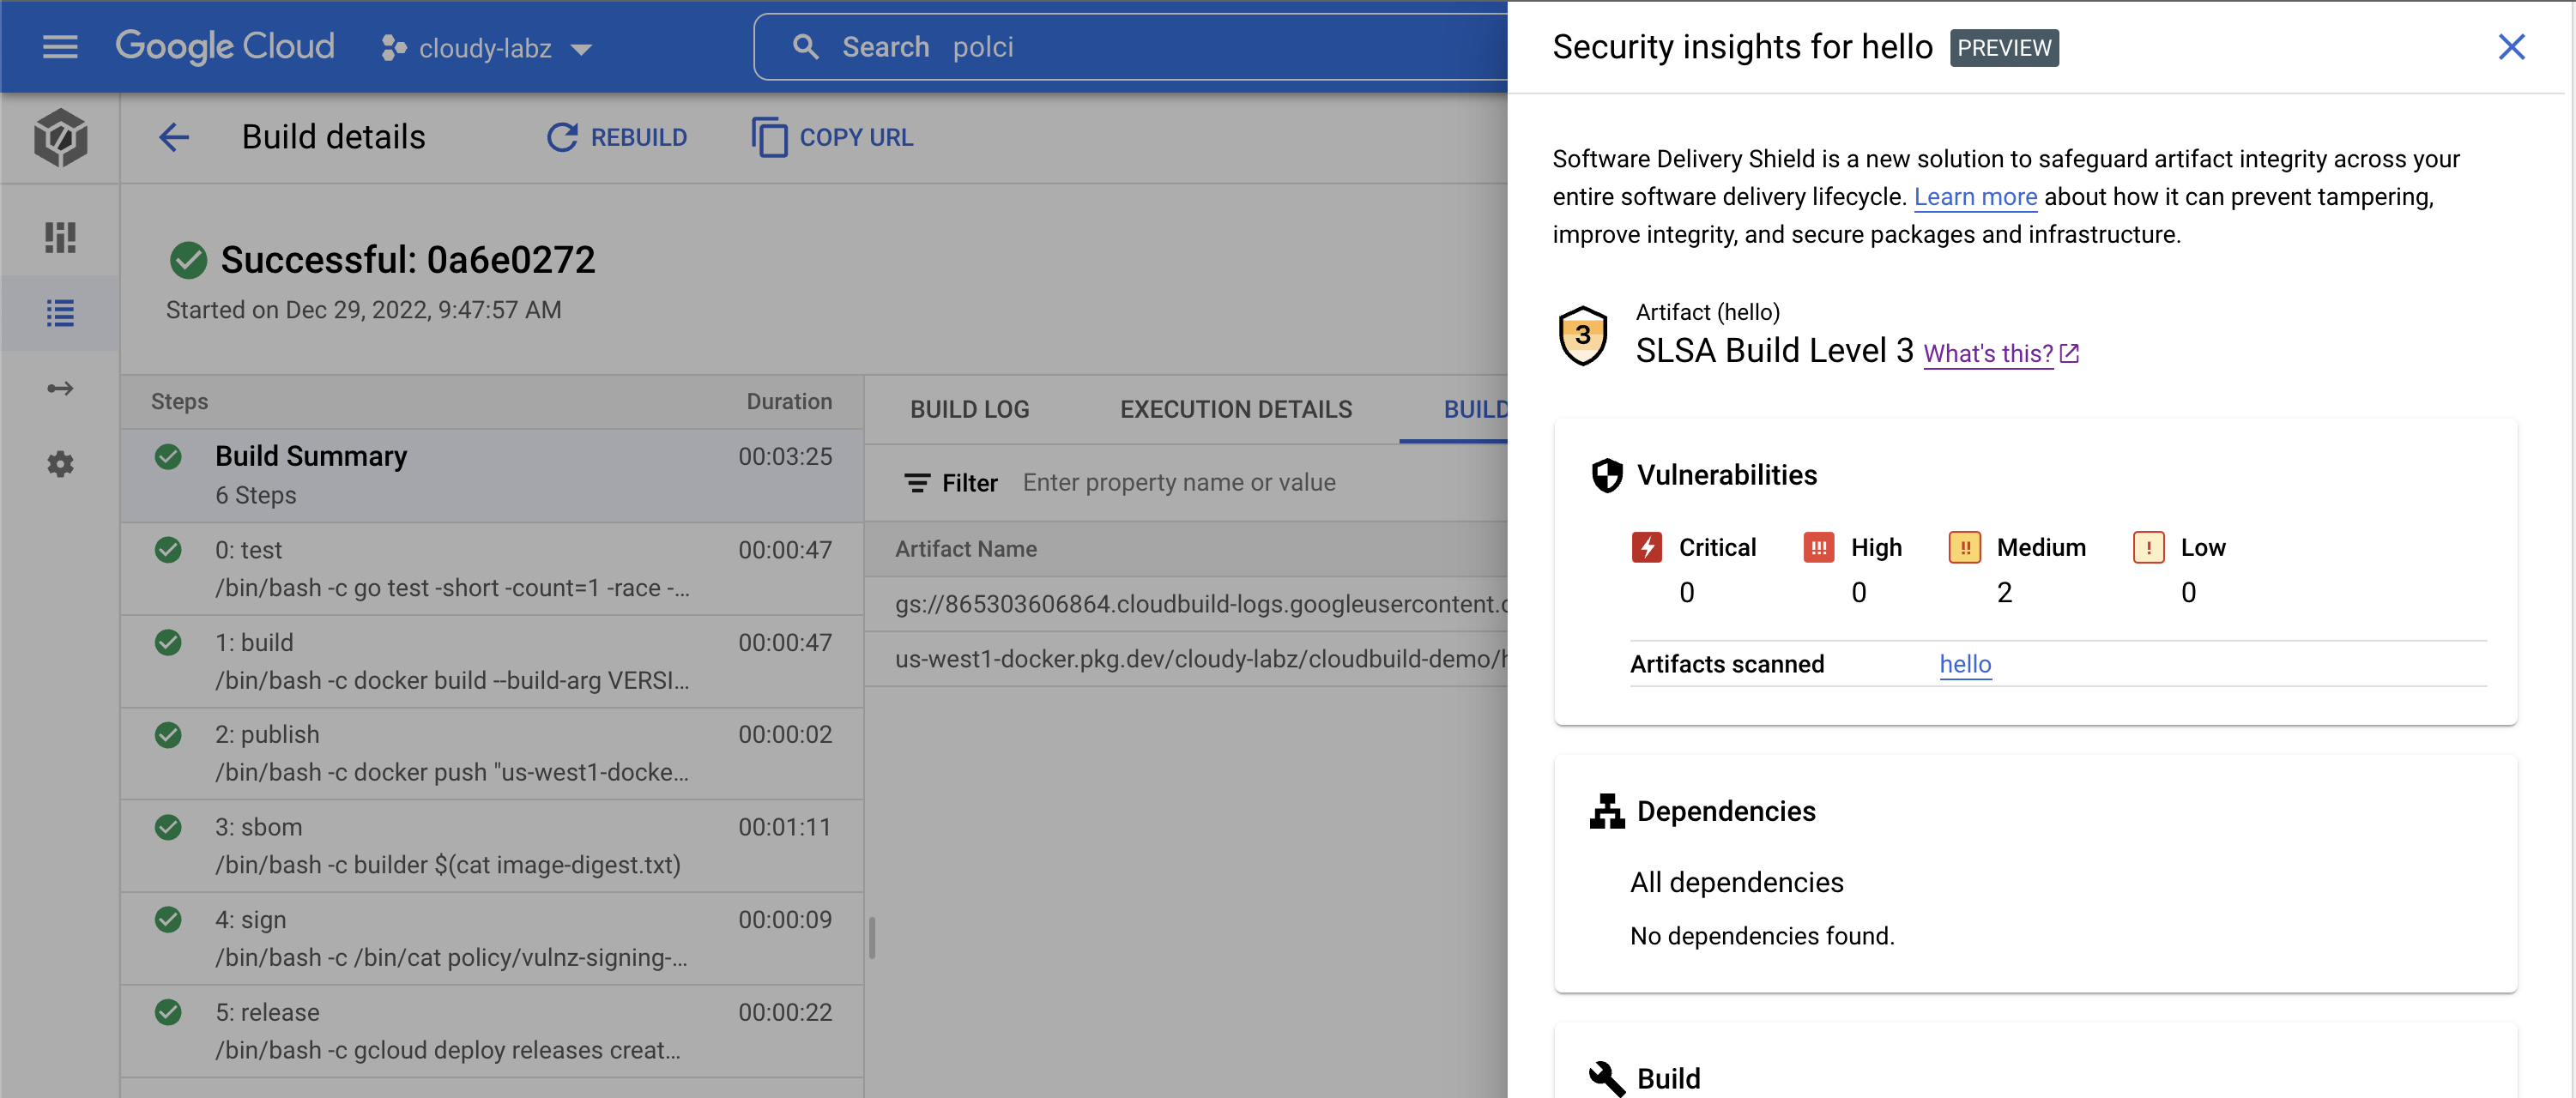 Google Cloud
cloudy-labz
Search polci
Build details
REBUILD
COPY URL
Successful: 0a6e0272
Started on Dec 29, 2022, 9:47:57 AM
Steps Duration
Build Summary 00:03:25
6 Steps
0: test 00:00:47
/bin/bash -c go test -short -count=1 -race -...
1: build 00:00:47
/bin/bash -c docker build --build-arg VERSI...
2: publish 00:00:02
/bin/bash -c docker push "us-west1-docke...
3: sbom 00:01:11
/bin/bash -c builder $(cat image-digest.txt)
4: sign 00:00:09
/bin/bash -c /bin/cat policy/vulnz-signing-...
5: release 00:00:22
/bin/bash -c gcloud deploy releases creat...
BUILD LOG EXECUTION DETAILS BUILD
Filter Enter property name or value
Artifact Name
gs://865303606864.cloudbuild-logs.googleusercontent.c
us-west1-docker.pkg.dev/cloudy-labz/cloudbuild-demo/h
Security insights for hello PREVIEW
Software Delivery Shield is a new solution to safeguard artifact integrity across your
entire software delivery lifecycle. Learn more about how it can prevent tampering,
improve integrity, and secure packages and infrastructure.
3
Artifact (hello)
SLSA Build Level 3 What's this?
Vulnerabilities
Critical High Medium Low
0 0 2 0
Artifacts scanned hello
Dependencies
All dependencies
No dependencies found.
Build